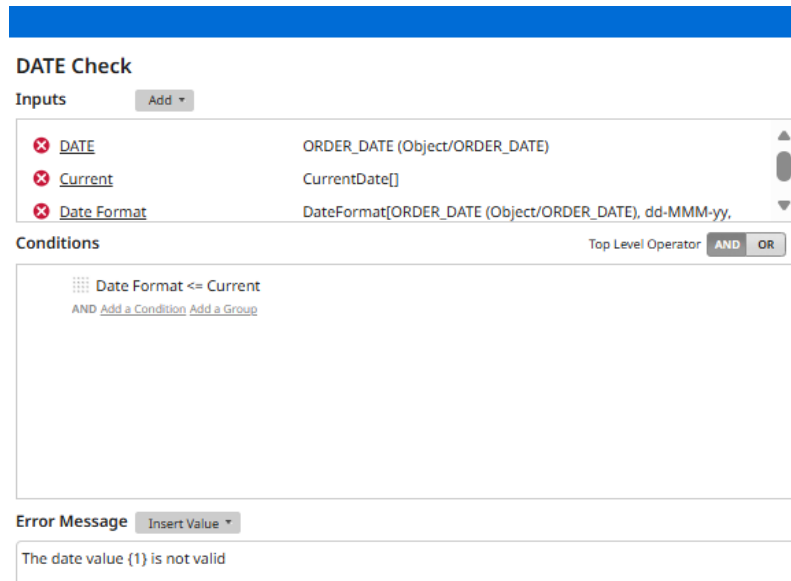 DATE Check
Inputs Add
DATE ORDER_DATE (Object/ORDER_DATE)
Current CurrentDate[]
Date Format DateFormat[ORDER_DATE (Object/ORDER_DATE), dd-MMM-yy,
Conditions Top Level Operator AND OR
Date Format <= Current
AND Add a Condition Add a Group
Error Message Insert Value
The date value {1} is not valid